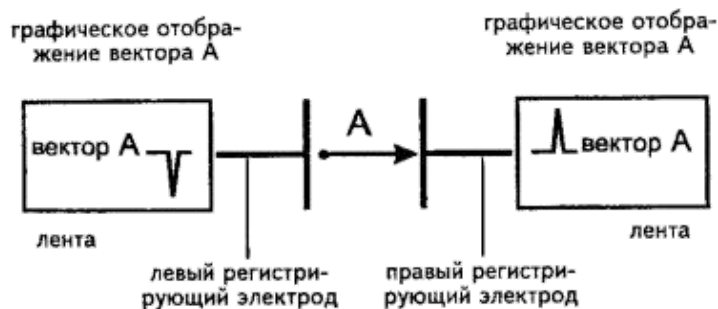 графическое отобра-
жение вектора А
графическое отобра-
жение вектора А
вектор А
А
вектор А
лента
лента
левый регистри-
рующий электрод
правый регистри-
рующий электрод